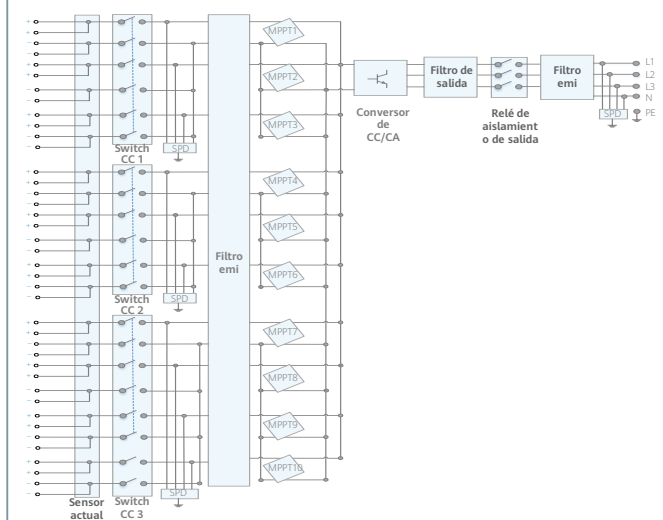 MPPT1
MPPT2
MPPT3
Switch
CC 1
SPD
MPPT4
MPPT5
MPPT6
Switch
CC 2
SPD
Filtro
emi
MPPT7
MPPT8
MPPT9
MPPT10
SPD
Sensor
actual
Switch
CC 3
Conversor
de
CC/CA
Filtro de
salida
Relé de
aislamient
o de salida
Filtro
emi
SPD
L1
L2
L3
N
PE